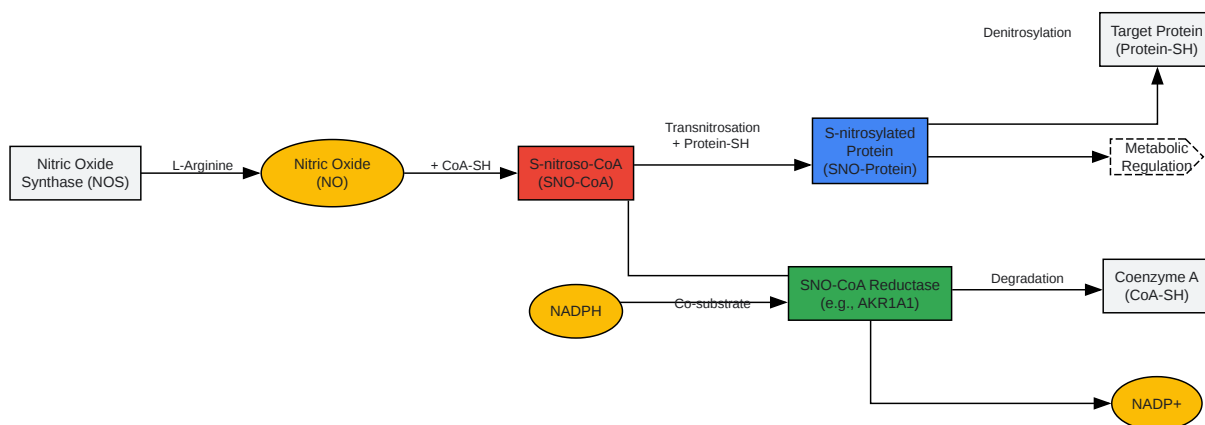 Denitrosylation
Target Protein
(Protein-SH)
Nitric Oxide
Synthase (NOS)
L-Arginine
Nitric Oxide
(NO)
+ CoA-SH
S-nitroso-CoA
(SNO-CoA)
Transnitrosation
+ Protein-SH
S-nitrosylated
Protein
(SNO-Protein)
Metabolic
Regulation
NADPH
Co-substrate
SNO-CoA Reductase
(e.g., AKR1A1)
Degradation
Coenzyme A
(CoA-SH)
NADP+